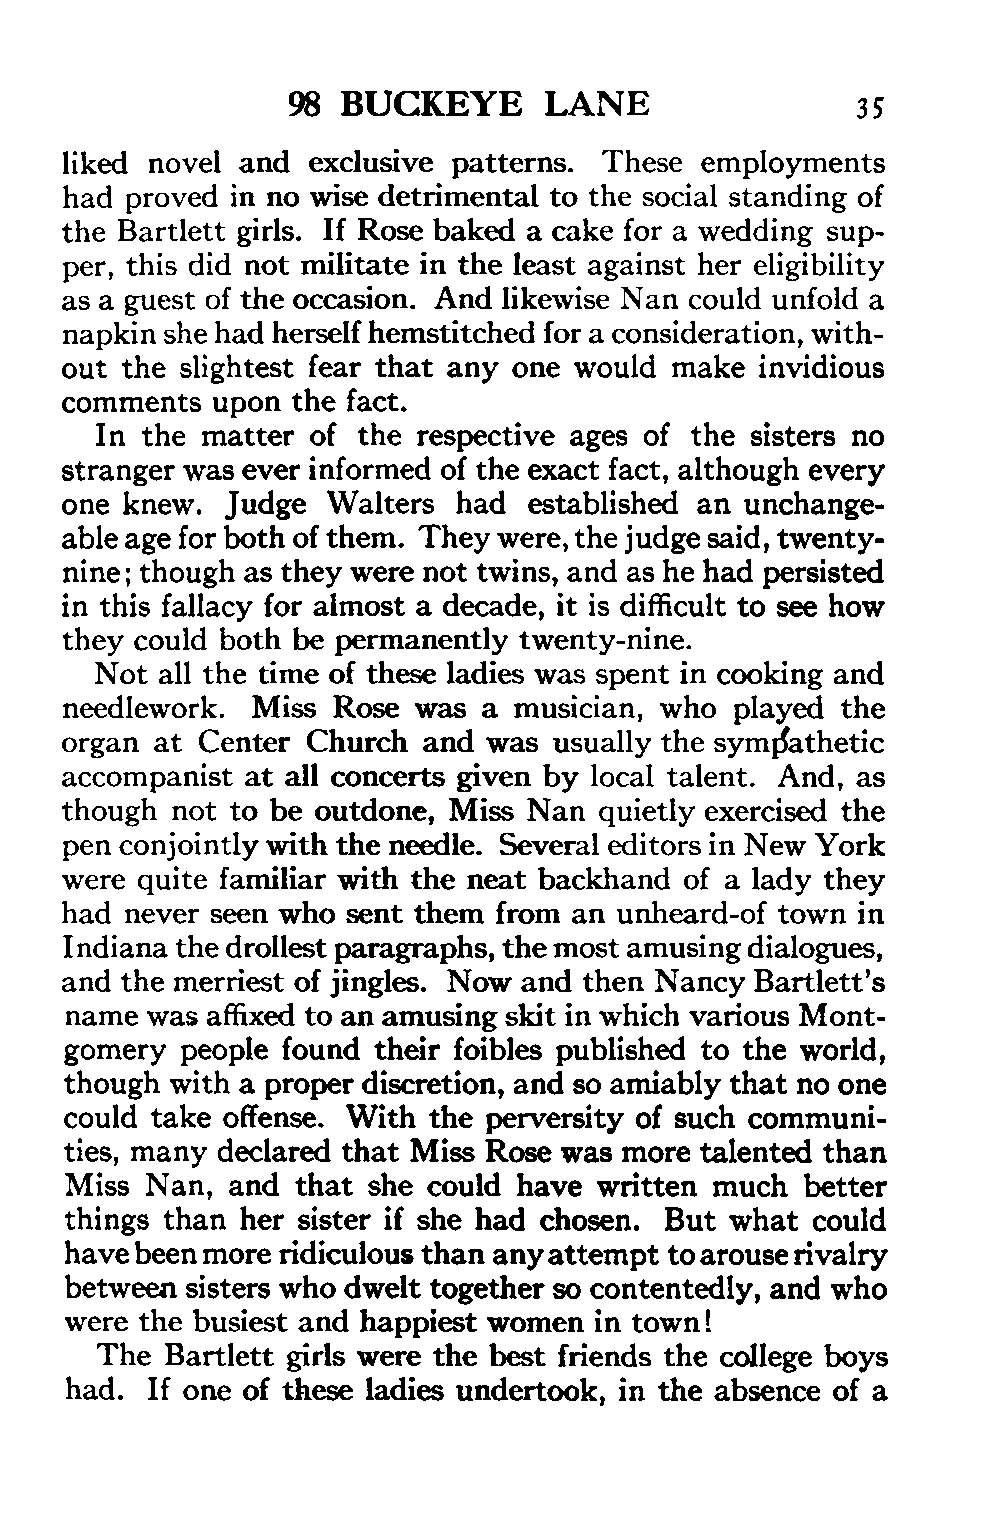 98 BUCKEYE LANE 35
liked novel and exclusive patterns. These employments
had proved in no wise detrimental to the social standing of
the Bartlett girls. If Rose baked a cake for a wedding sup-
per, this did not militate in the least against her eligibility
as a guest of the occasion. And likewise Nan could unfold a
napkin she had herself hemstitched for a consideration, with-
out the slightest fear that any one would make invidious
comments upon the fact.
In the matter of the respective ages of the sisters no
stranger was ever informed of the exact fact, although every
one knew. Judge Walters had established an unchange-
able age for both of them. They were, the judge said, twenty-
nine; though as they were not twins, and as he had persisted
in this fallacy for almost a decade, it is difficult to see how
they could both be permanently twenty-nine.
Not all the time of these ladies was spent in cooking and
needlework. Miss Rose was a musician, who played the
organ at Center Church and was usually the sympathetic
accompanist at all concerts given by local talent. And, as
though not to be outdone, Miss Nan quietly exercised the
pen conjointly with the needle. Several editors in New York
were quite familiar with the neat backhand of a lady they
had never seen who sent them from an unheard-of town in
Indiana the drollest paragraphs, the most amusing dialogues,
and the merriest of jingles. Now and then Nancy Bartlett's
name was affixed to an amusing skit in which various Mont-
gomery people found their foibles published to the world,
though with a proper discretion, and so amiably that no one
could take offense. With the perversity of such communi-
ties, many declared that Miss Rose was more talented than
Miss Nan, and that she could have written much better
things than her sister if she had chosen. But what could
have been more ridiculous than any attempt to arouse rivalry
between sisters who dwelt together so contentedly, and who
were the busiest and happiest women in town!
The Bartlett girls were the best friends the college boys
had. If one of these ladies undertook, in the absence of a